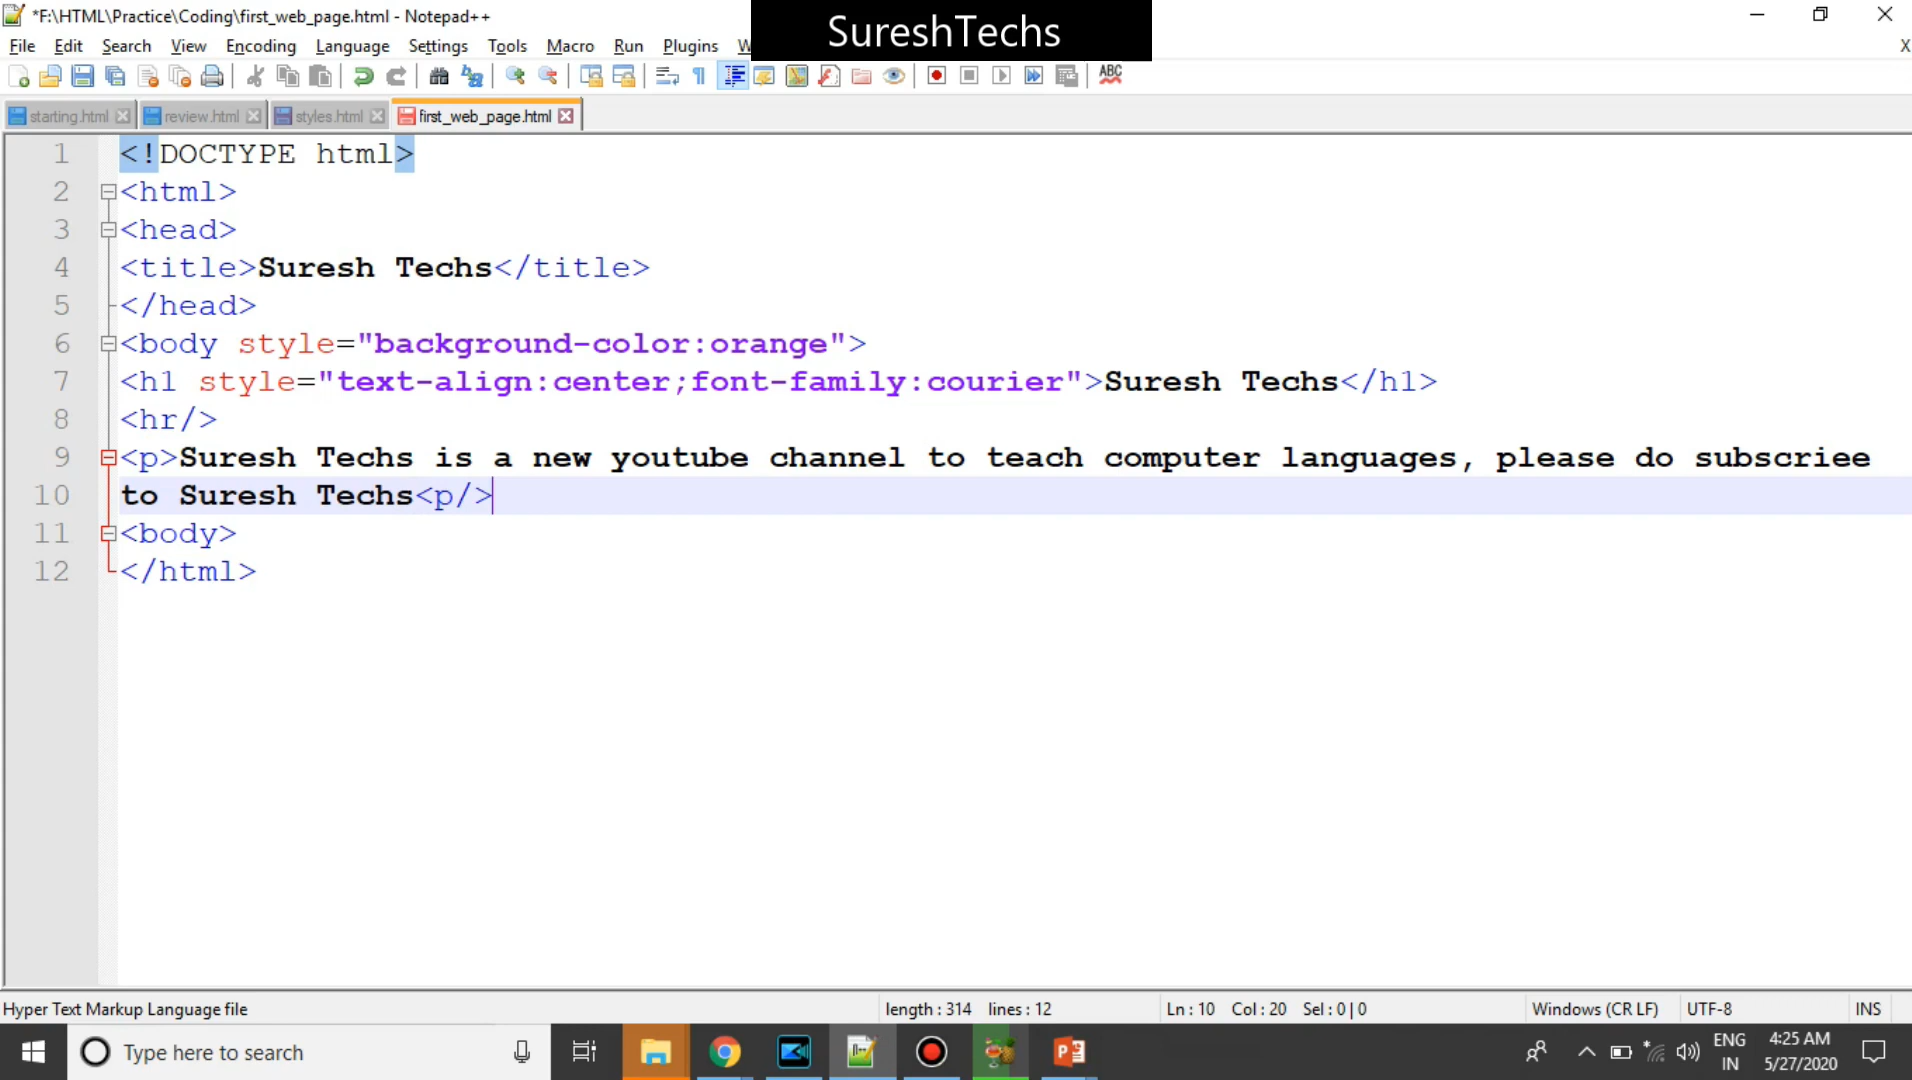 *F:\HTML\Practice\Coding\first_web_page.html - Notepad++
SureshTechs
File Edit Search View Encoding Language Settings Tools Macro Run Plugins W X
ABC
starting.html review.html styles.html first_web_page.html
1 <!DOCTYPE html>
2 <html>
3 <head>
4 <title>Suresh Techs</title>
5 </head>
6 <body style="background-color:orange">
7 <h1 style="text-align:center;font-family:courier">Suresh Techs</h1>
8 <hr/>
9 <p>Suresh Techs is a new youtube channel to teach computer languages, please do subscriee
10 to Suresh Techs<p/>
11 <body>
12 </html>
Hyper Text Markup Language file length : 314 lines : 12 Ln : 10 Col : 20 Sel : 0 | 0 Windows (CR LF) UTF-8 INS
Type here to search
ENG 4:25 AM
IN 5/27/2020